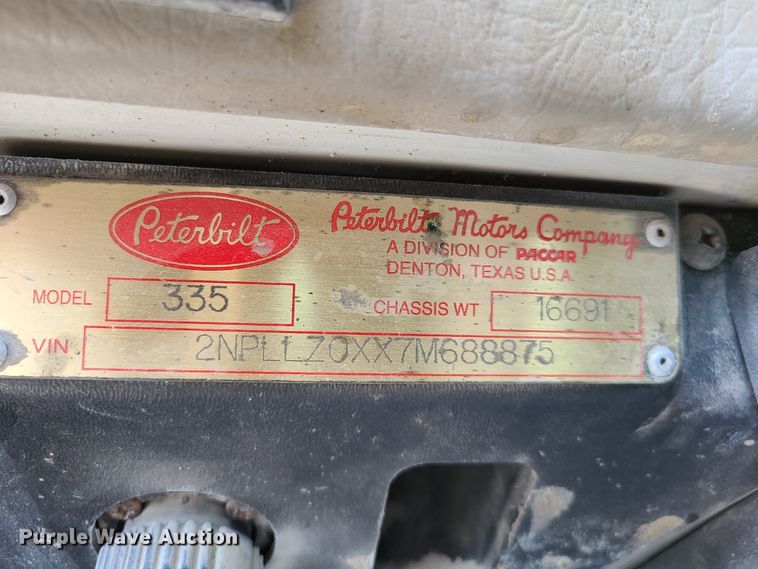 Peterbilt
Peterbilt Motors Company
A DIVISION OF PACCAR
DENTON, TEXAS U.S.A.
MODEL 335 CHASSIS WT 16691
VIN 2NPLLZ0XX7M688875
Purple Wave Auction